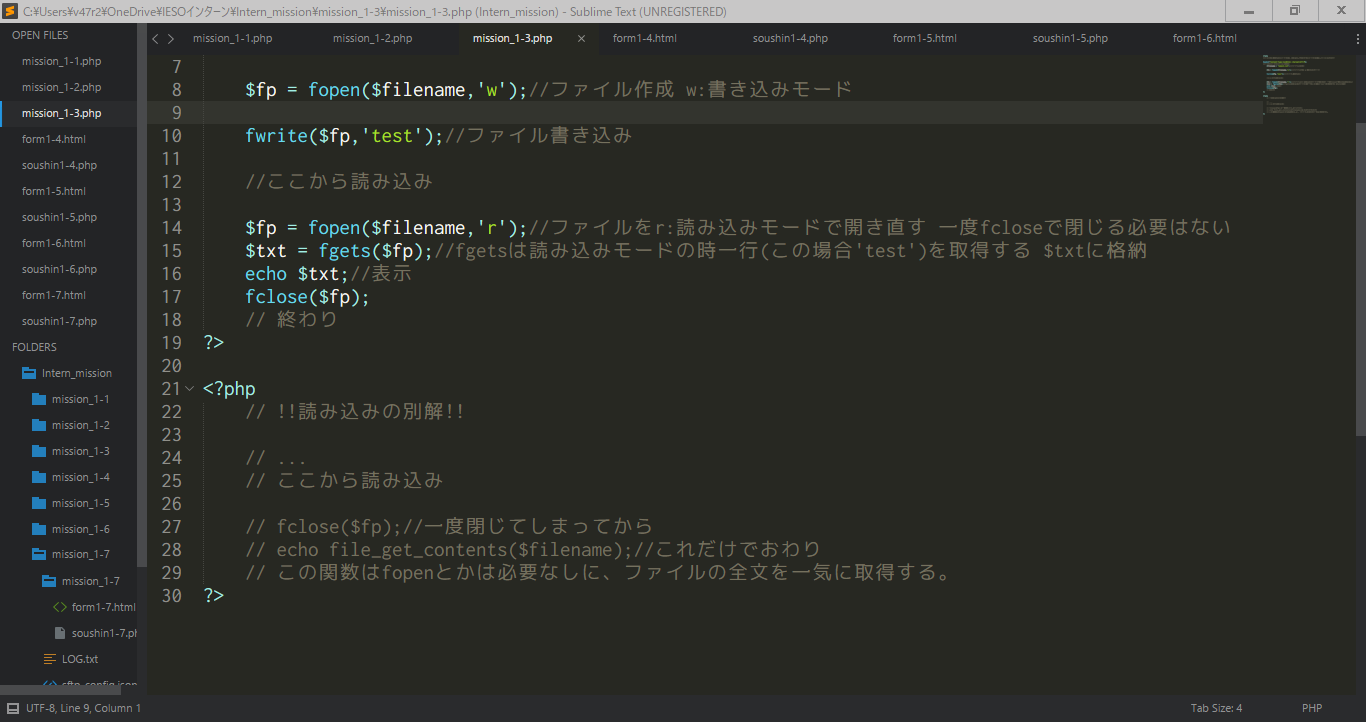 C:¥Users¥v47r2¥OneDrive¥IESOインターン¥Intern_mission¥mission_1-3¥mission_1-3.php (Intern_mission) - Sublime Text (UNREGISTERED)
OPEN FILES
mission_1-1.php
mission_1-2.php
mission_1-3.php
form1-4.html
soushin1-4.php
form1-5.html
soushin1-5.php
form1-6.html
soushin1-6.php
form1-7.html
soushin1-7.php
FOLDERS
Intern_mission
mission_1-1
mission_1-2
mission_1-3
mission_1-4
mission_1-5
mission_1-6
mission_1-7
mission_1-7
form1-7.html
soushin1-7.ph
LOG.txt
mission_1-1.php mission_1-2.php mission_1-3.php × form1-4.html soushin1-4.php form1-5.html soushin1-5.php form1-6.html
7
8 $fp = fopen($filename,'w');//ファイル作成 w:書き込みモード
9
10 fwrite($fp,'test');//ファイル書き込み
11
12 //ここから読み込み
13
14 $fp = fopen($filename,'r');//ファイルをr:読み込みモードで開き直す 一度fcloseで閉じる必要はない
15 $txt = fgets($fp);//fgetsは読み込みモードの時一行(この場合'test')を取得する $txtに格納
16 echo $txt;//表示
17 fclose($fp);
18 // 終わり
19 ?>
20
21 <?php
22 // !!読み込みの別解!!
23
24 // ...
25 // ここから読み込み
26
27 // fclose($fp);//一度閉じてしまってから
28 // echo file_get_contents($filename);//これだけでおわり
29 // この関数はfopenとかは必要なしに、ファイルの全文を一気に取得する。
30 ?>
UTF-8, Line 9, Column 1 Tab Size: 4 PHP